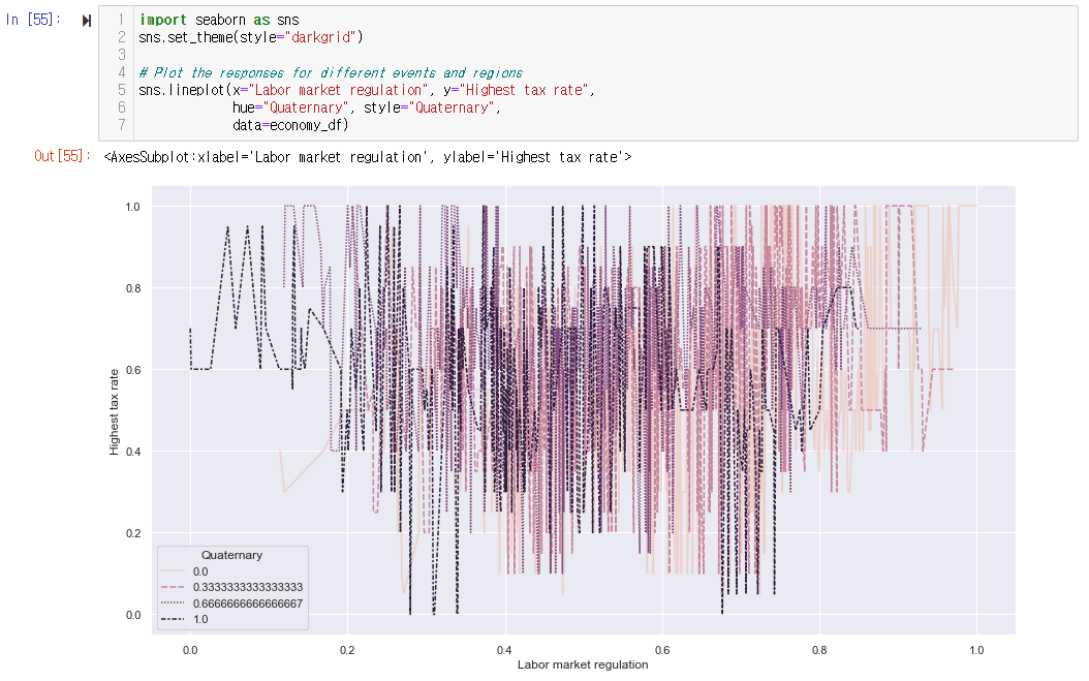 In [55]:
1 import seaborn as sns
2 sns.set_theme(style="darkgrid")
3
4 # Plot the responses for different events and regions
5 sns.lineplot(x="Labor market regulation", y="Highest tax rate",
6 hue="Quaternary", style="Quaternary",
7 data=economy_df)
Out[55]: <AxesSubplot:xlabel='Labor market regulation', ylabel='Highest tax rate'>
1.0
0.8
0.6
0.4
0.2
0.0
Highest tax rate
Quaternary
0.0
0.3333333333333333
0.6666666666666667
1.0
0.0 0.2 0.4 0.6 0.8 1.0
Labor market regulation